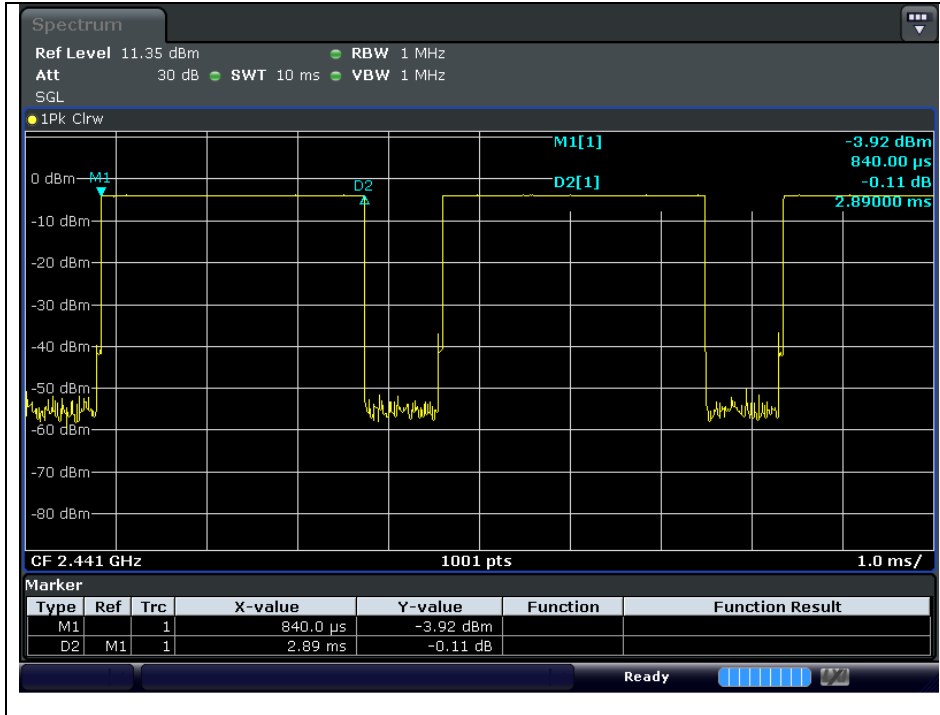 Spectrum
Ref Level 11.35 dBm RBW 1 MHz
Att 30 dB SWT 10 ms VBW 1 MHz
SGL
1Pk Clrw
M1[1] -3.92 dBm
840.00 µs
0 dBm M1 D2 D2[1] -0.11 dB
2.89000 ms
-10 dBm
-20 dBm
-30 dBm
-40 dBm
-50 dBm
-60 dBm
-70 dBm
-80 dBm
CF 2.441 GHz 1001 pts 1.0 ms/
Marker
Type Ref Trc X-value Y-value Function Function Result
M1 1 840.0 µs -3.92 dBm
D2 M1 1 2.89 ms -0.11 dB
Ready